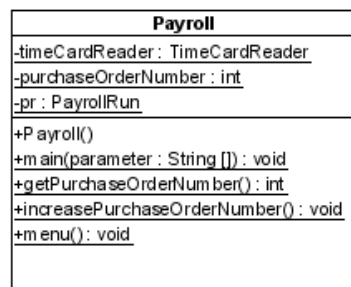 Payroll
-timeCardReader : TimeCardReader
-purchaseOrderNumber : int
-pr : PayrollRun
+Payroll()
+main(parameter : String []) : void
+getPurchaseOrderNumber() : int
+increasePurchaseOrderNumber() : void
+menu() : void